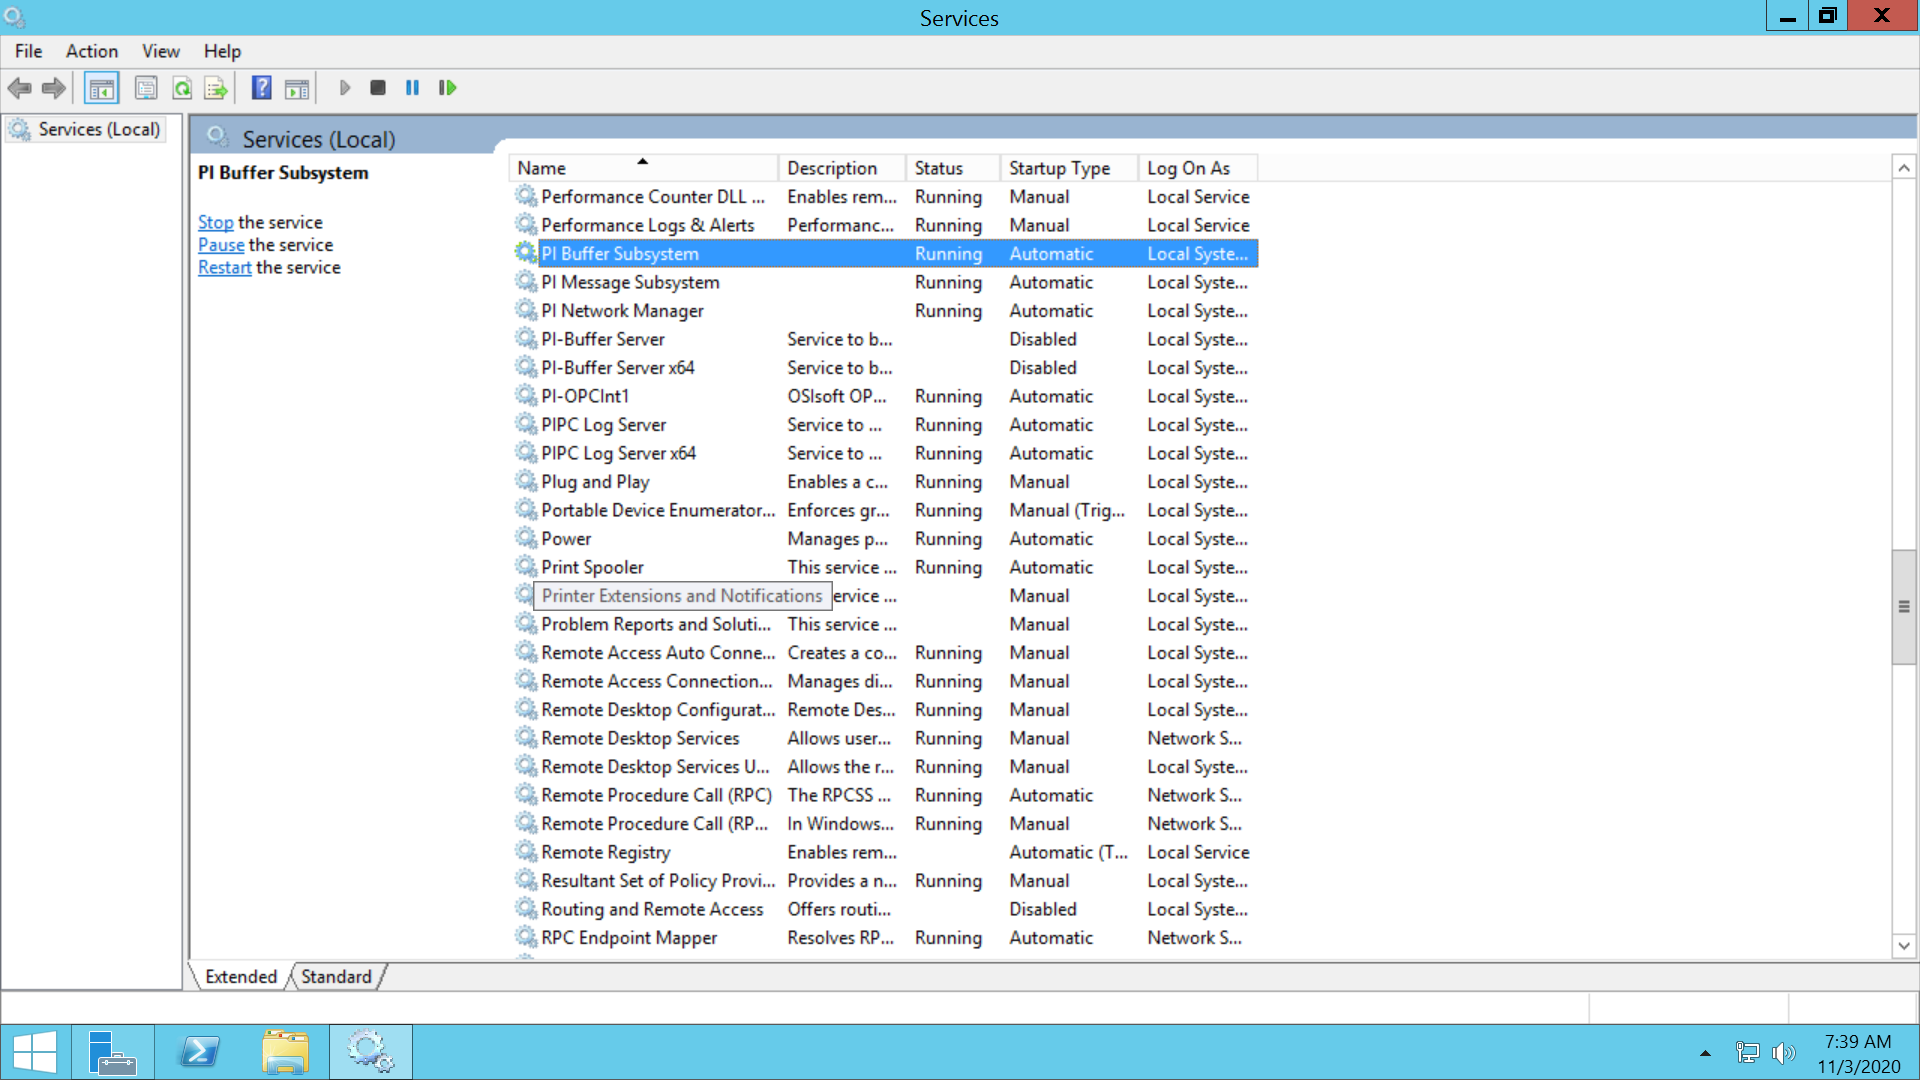 Services
File Action View Help
Services (Local)
Services (Local)
PI Buffer Subsystem
Stop the service
Pause the service
Restart the service
Name Description Status Startup Type Log On As
Performance Counter DLL ... Enables rem... Running Manual Local Service
Performance Logs & Alerts Performanc... Running Manual Local Service
PI Buffer Subsystem Running Automatic Local Syste...
PI Message Subsystem Running Automatic Local Syste...
PI Network Manager Running Automatic Local Syste...
PI-Buffer Server Service to b... Disabled Local Syste...
PI-Buffer Server x64 Service to b... Disabled Local Syste...
PI-OPCInt1 OSIsoft OP... Running Automatic Local Syste...
PIPC Log Server Service to ... Running Automatic Local Syste...
PIPC Log Server x64 Service to ... Running Automatic Local Syste...
Plug and Play Enables a c... Running Manual Local Syste...
Portable Device Enumerator... Enforces gr... Running Manual (Trig... Local Syste...
Power Manages p... Running Automatic Local Syste...
Print Spooler This service ... Running Automatic Local Syste...
Printer Extensions and Notifications ervice ... Manual Local Syste...
Problem Reports and Soluti... This service ... Manual Local Syste...
Remote Access Auto Conne... Creates a co... Running Manual Local Syste...
Remote Access Connection... Manages di... Running Manual Local Syste...
Remote Desktop Configurat... Remote Des... Running Manual Local Syste...
Remote Desktop Services Allows user... Running Manual Network S...
Remote Desktop Services U... Allows the r... Running Manual Local Syste...
Remote Procedure Call (RPC) The RPCSS ... Running Automatic Network S...
Remote Procedure Call (RP... In Windows... Running Manual Network S...
Remote Registry Enables rem... Automatic (T... Local Service
Resultant Set of Policy Provi... Provides a n... Running Manual Local Syste...
Routing and Remote Access Offers routi... Disabled Local Syste...
RPC Endpoint Mapper Resolves RP... Running Automatic Network S...
Extended Standard
7:39 AM
11/3/2020